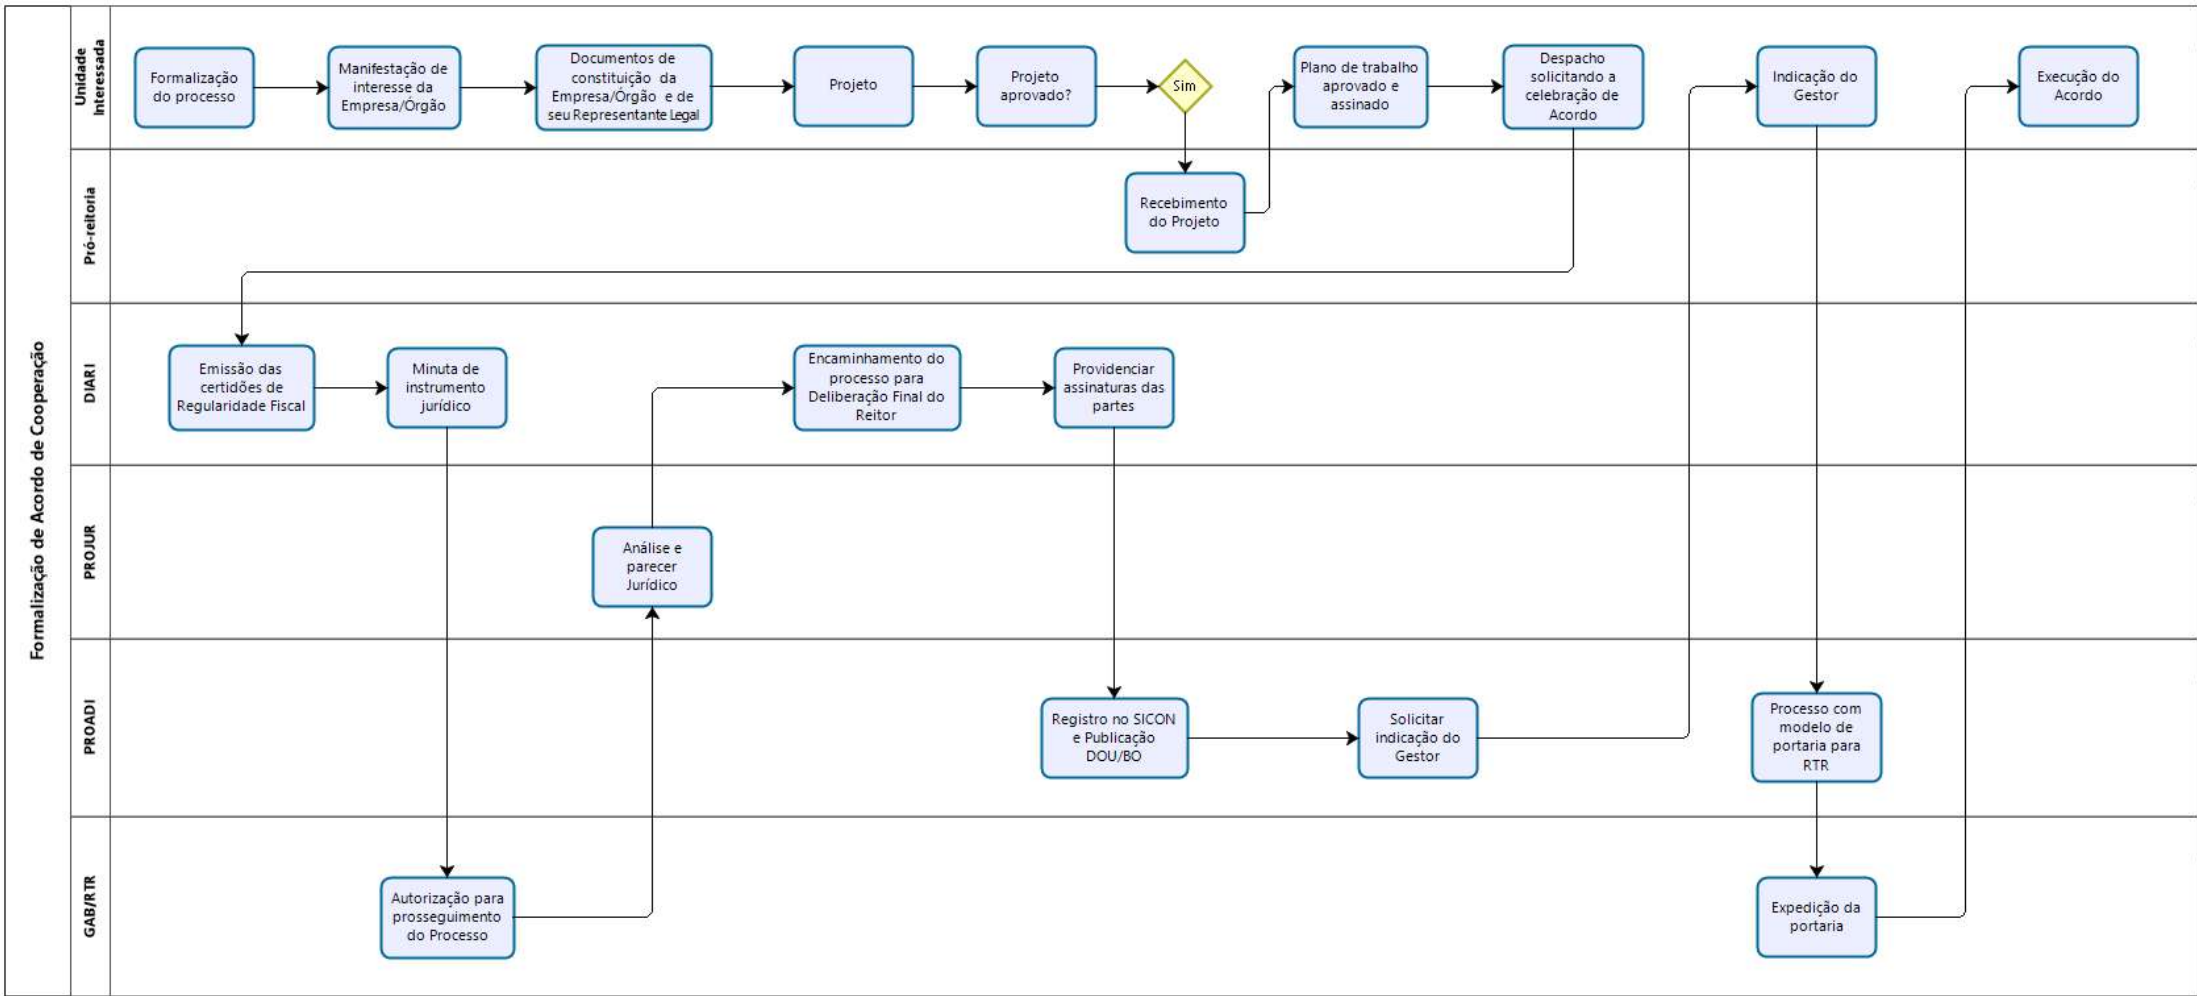 Formalização de Acordo de Cooperação
Unidade
Interessada
Formalização
do processo
Manifestação de
interesse da
Empresa/Órgão
Documentos de
constituição da
Empresa/Órgão e de
seu Representante Legal
Projeto
Projeto
aprovado?
Sim
Plano de trabalho
aprovado e
assinado
Despacho
solicitando a
celebração de
Acordo
Indicação do
Gestor
Execução do
Acordo
Pró-reitoria
Recebimento
do Projeto
DIARI
Emissão das
certidões de
Regularidade Fiscal
Minuta de
instrumento
jurídico
Encaminhamento do
processo para
Deliberação Final do
Reitor
Providenciar
assinaturas das
partes
PROJUR
Análise e
parecer
Jurídico
PROADI
Registro no SICON
e Publicação
DOU/BO
Solicitar
indicação do
Gestor
Processo com
modelo de
portaria para
RTR
GAB/RTR
Autorização para
prosseguimento
do Processo
Expedição da
portaria